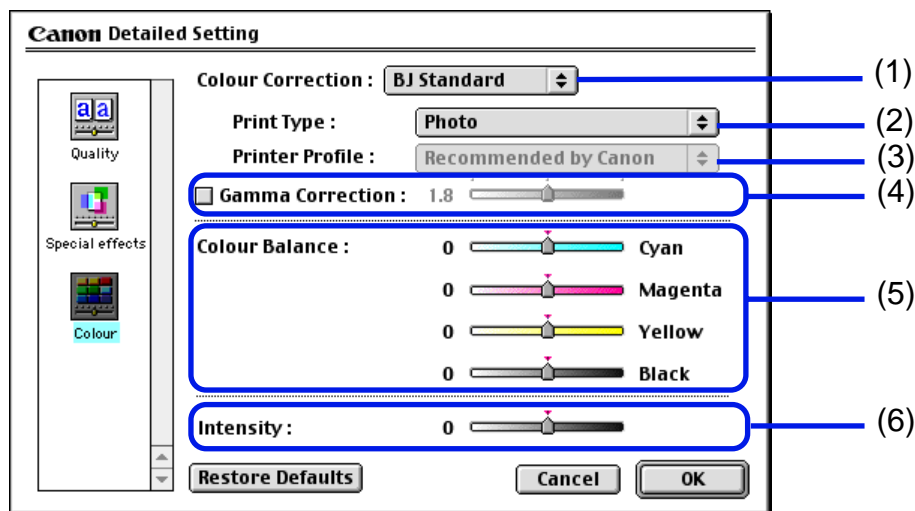 Canon Detailed Setting
Colour Correction : BJ Standard (1)
aa
Print Type : Photo (2)
Quality
Printer Profile : Recommended by Canon (3)
Gamma Correction : 1.8 (4)
Special effects
Colour Balance : 0 Cyan
0 Magenta (5)
Colour
0 Yellow
0 Black
Intensity : 0 (6)
Restore Defaults Cancel OK